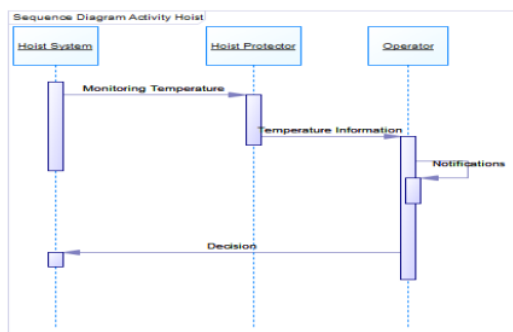 Sequence Diagram Activity Hoist
Hoist System
Hoist Protector
Operator
Monitoring Temperature
Temperature Information
Notifications
Decision